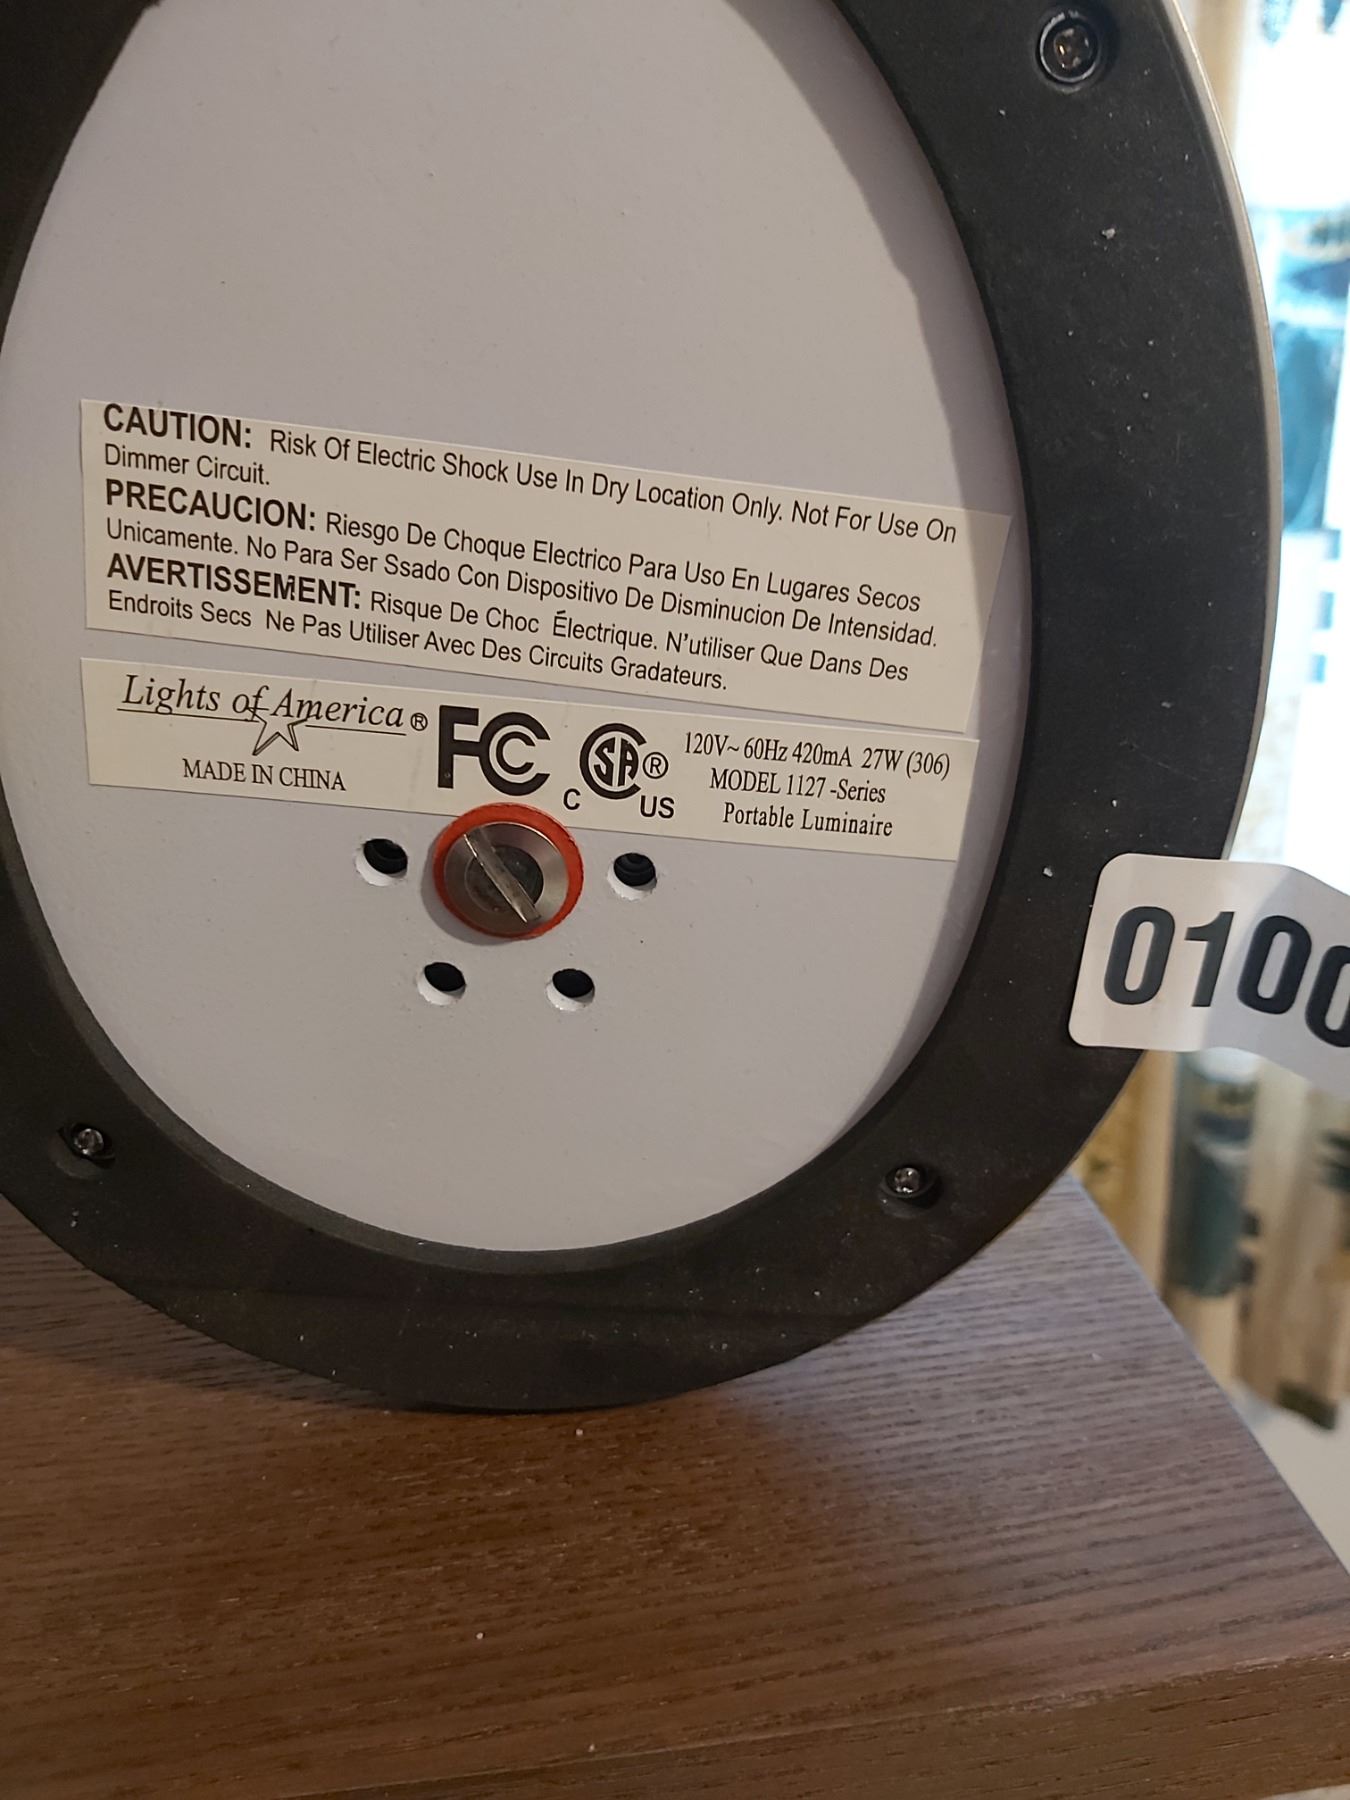 CAUTION: Risk Of Electric Shock Use In Dry Location Only. Not For Use On
Dimmer Circuit.
PRECAUCION: Riesgo De Choque Electrico Para Uso En Lugares Secos
Unicamente. No Para Ser Ssado Con Dispositivo De Disminucion De Intensidad.
AVERTISSEMENT: Risque De Choc Électrique. N'utiliser Que Dans Des
Endroits Secs Ne Pas Utiliser Avec Des Circuits Gradateurs.
Lights of America®
MADE IN CHINA
FC
C SA® US
120V~ 60Hz 420mA 27W (306)
MODEL 1127-Series
Portable Luminaire
0100